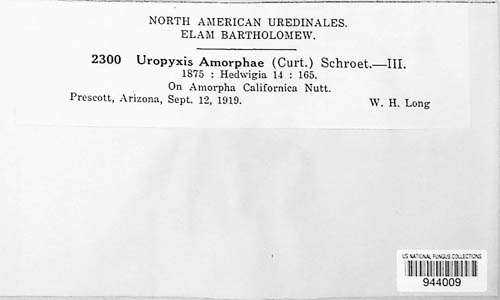 NORTH AMERICAN UREDINALES.
ELAM BARTHOLOMEW.
2300 Uropyxis Amorphae (Curt.) Schroet.—III.
1875 : Hedwigia 14 : 165.
On Amorpha Californica Nutt.
Prescott, Arizona, Sept. 12, 1919. W. H. Long
US NATIONAL FUNGUS COLLECTIONS
944009